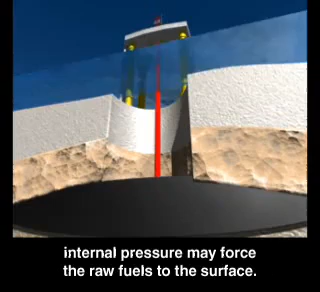 internal pressure may force
the raw fuels to the surface.